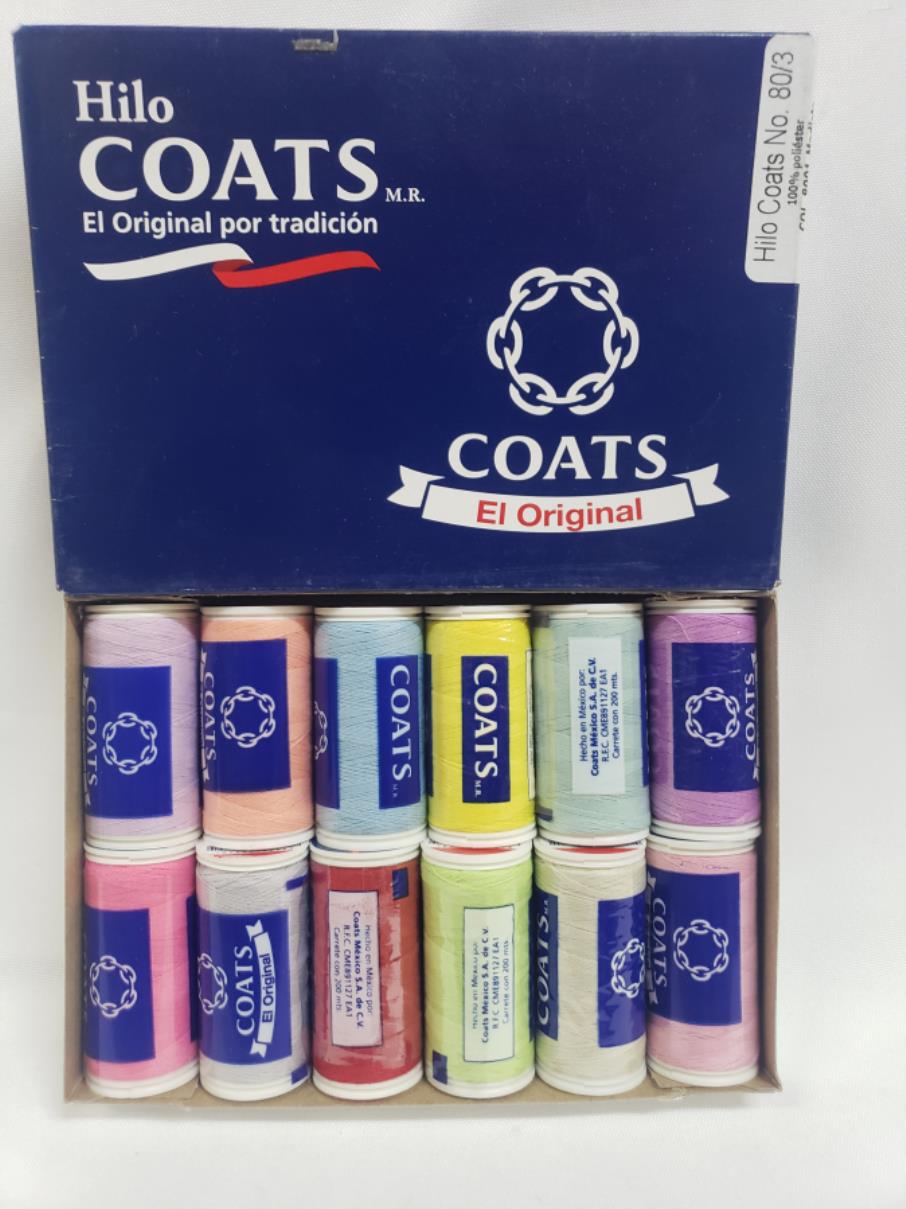 Hilo
COATS M.R.
El Original por tradición
Hilo Coats No. 80/3
100% poliéster
COATS
El Original
COATS
COATS
COATS
M.R.
COATS
M.R.
Hecho en México por:
Coats México S.A. de C.V.
R.F.C. CME891127 EA1
Carrete con 200 mts.
COATS
COATS
El Original
Hecho en México por:
Coats México S.A. de C.V.
R.F.C. CME891127 EA1
Carrete con 200 mts.
Hecho en México por:
Coats México S.A. de C.V.
R.F.C. CME891127 EA1
Carrete con 200 mts.
COATS
COATS